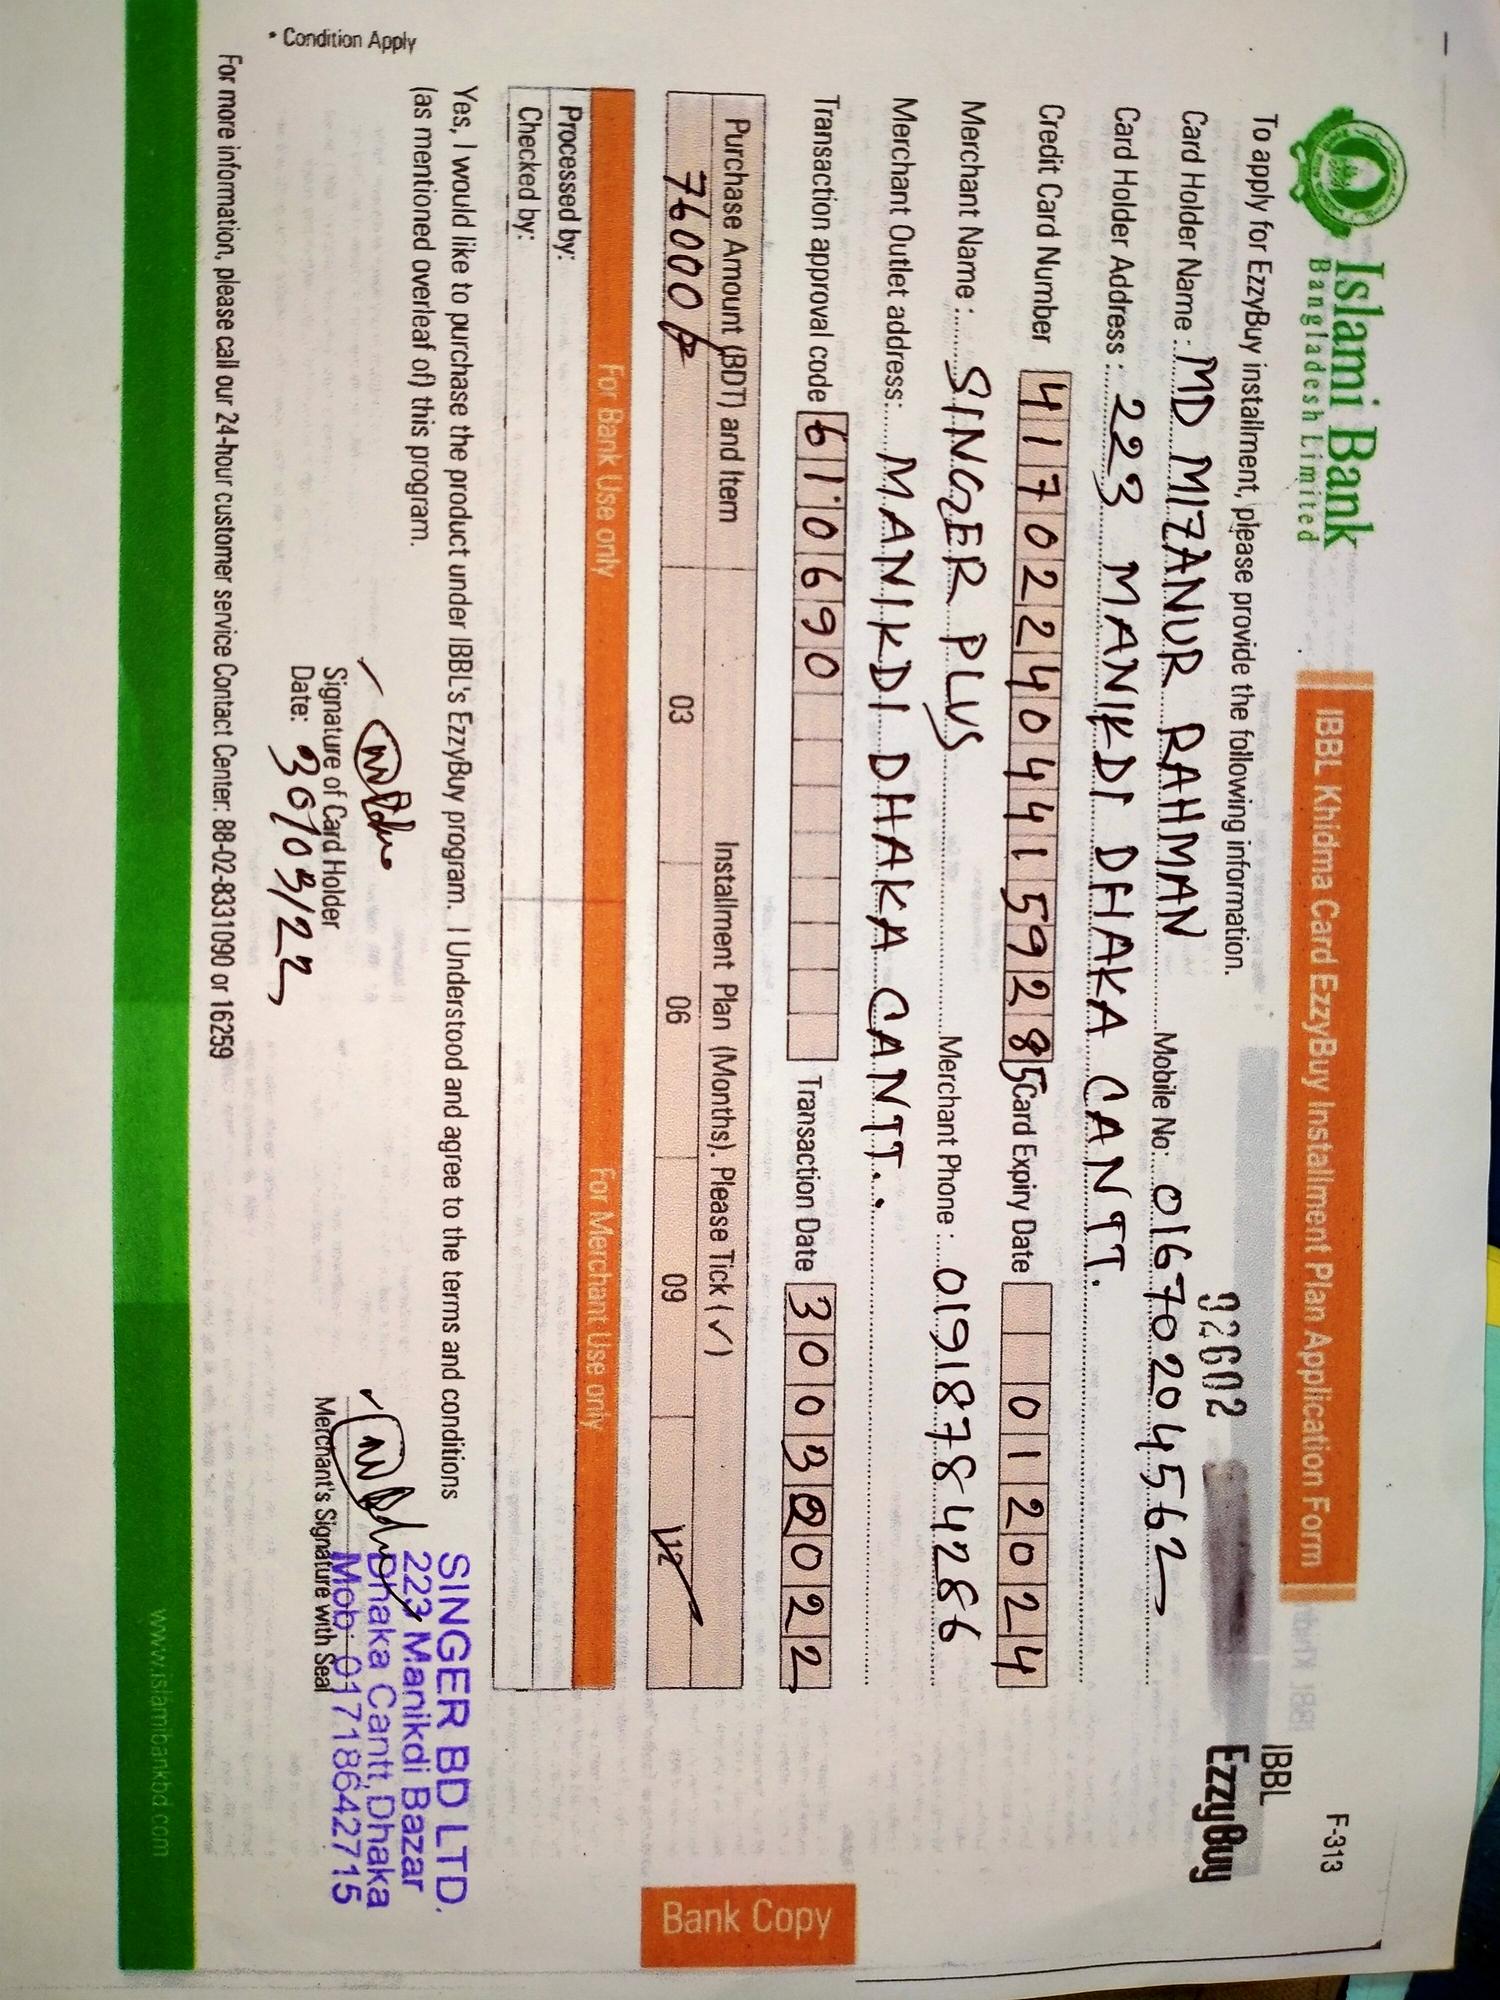 Islami Bank
Bangladesh Limited
IBBL Khidma Card EzzyBuy Installment Plan Application Form
F-313
IBBL
EzzyBuy
02602
To apply for EzzyBuy installment, please provide the following information.
Card Holder Name : MD MIZANUR RAHMAN Mobile No: 01670204562
Card Holder Address : 223 MANIKDI DHAKA CANTT.
Credit Card Number 4170224044159285 Card Expiry Date 012024
Merchant Name : SINGER PLUS Merchant Phone : 01918784286
Merchant Outlet address: MANIKDI DHAKA CANTT.
Transaction approval code 610690 Transaction Date 30032022
Purchase Amount (BDT) and Item Installment Plan (Months). Please Tick (✓)
76000 03 06 09 12
For Bank Use only For Merchant Use only
Processed by:
Checked by:
Yes, I would like to purchase the product under IBBL's EzzyBuy program. I Understood and agree to the terms and conditions
(as mentioned overleaf of) this program.
Signature of Card Holder
Date: 30/03/22
Merchant's Signature with Seal
SINGER BD LTD.
223 Manikdi Bazar
Dhaka Cantt, Dhaka
Mob: 01718642715
* Condition Apply
For more information, please call our 24-hour customer service Contact Center: 88-02-8331090 or 16259
www.islamibankbd.com
Bank Copy